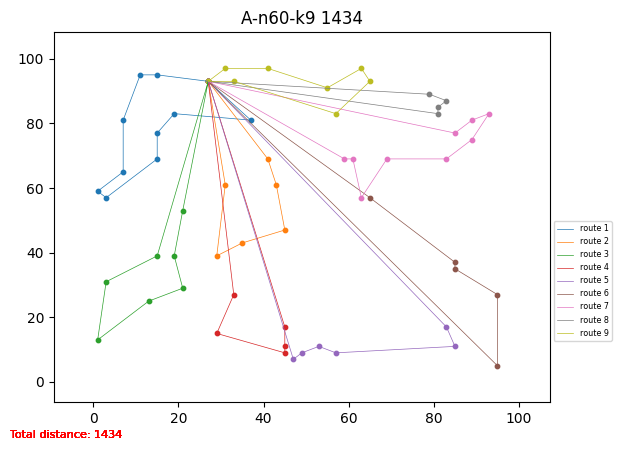 A-n60-k9 1434
100
80
60
40
20
0
0 20 40 60 80 100
route 1
route 2
route 3
route 4
route 5
route 6
route 7
route 8
route 9
Total distance: 1434